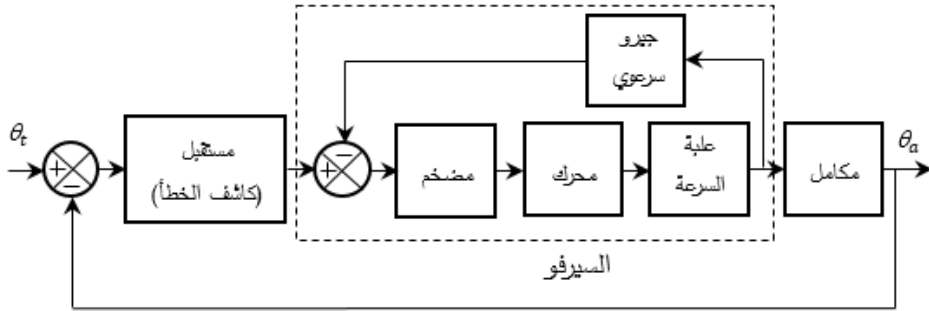 جيرو
سرعوي
θt
+
−
مستقبل
(كاشف الخطأ)
−
+
مضخم
محرك
علبة
السرعة
مكامل
θa
السيرفو